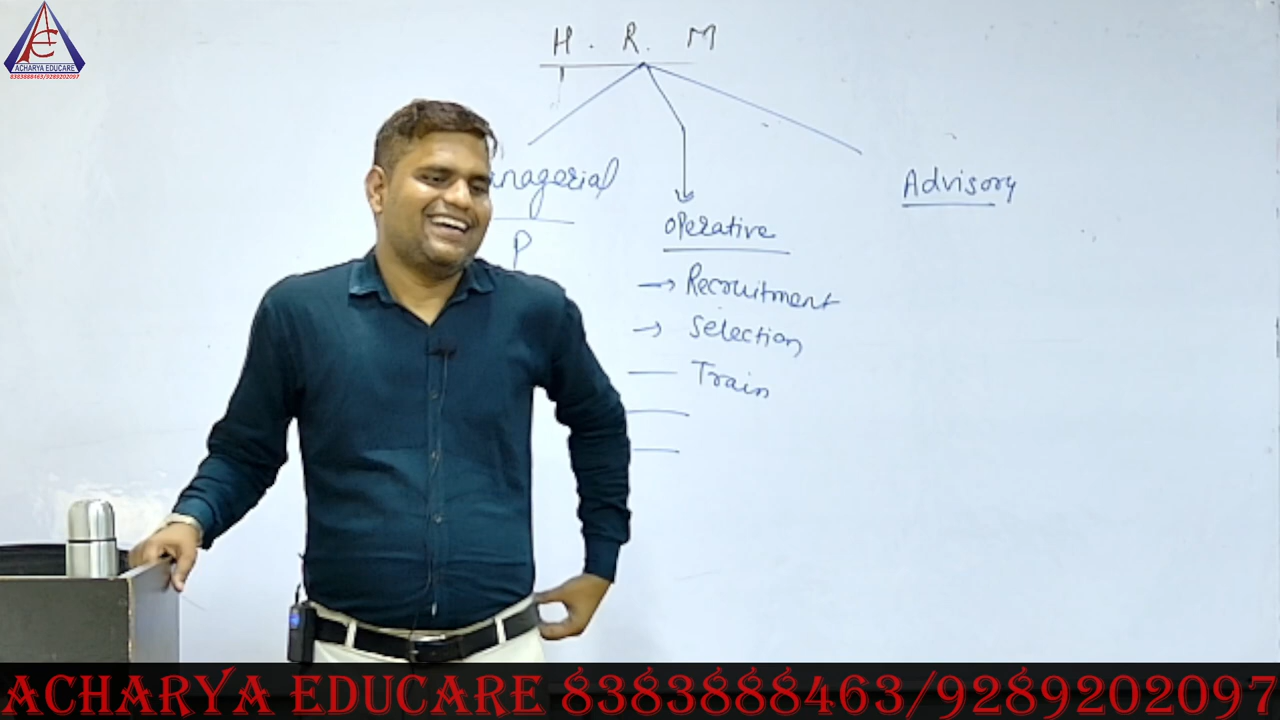 ACHARYA EDUCARE
8383888463/9289202097
H. R. M
anagerial
Advisory
operative
P
→ Recruitment
→ Selection
— Train
ACHARYA EDUCARE 8383888463/9289202097